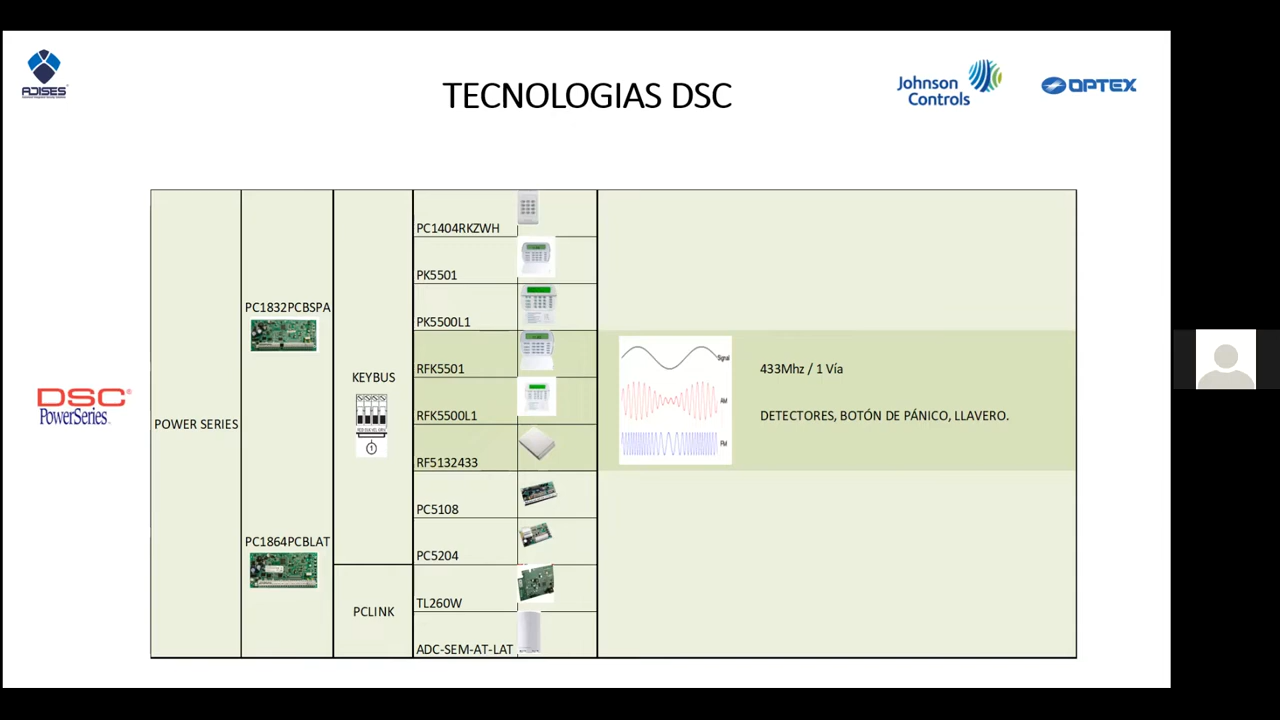 ADISES
TECNOLOGIAS DSC
Johnson
Controls
OPTEX
PC1404RKZWH
PK5501
PC1832PCBSPA
PK5500L1
Signal
RFK5501
433Mhz / 1 Vía
KEYBUS
AM
DSC
PowerSeries
RFK5500L1
DETECTORES, BOTÓN DE PÁNICO, LLAVERO.
POWER SERIES
FM
1
RF5132433
PC5108
PC1864PCBLAT
PC5204
PCLINK
TL260W
ADC-SEM-AT-LAT